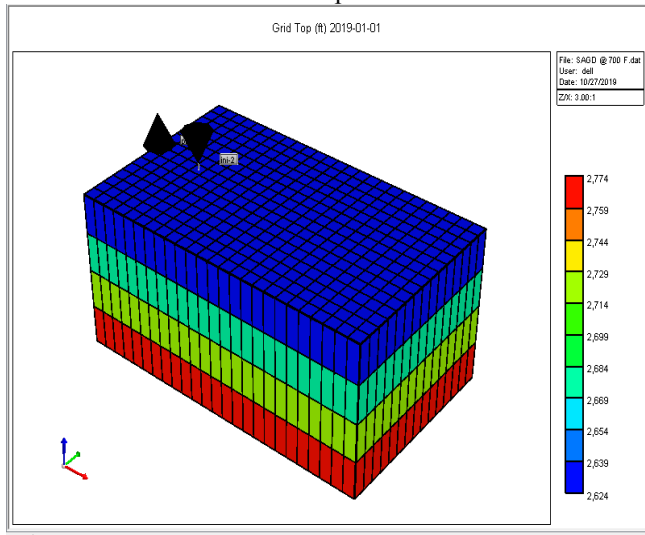 Grid Top (ft) 2019-01-01
File: SAGD @ 700 F.dat
User: dell
Date: 10/27/2019
Z/X: 3.00:1
inj-2
2,774
2,759
2,744
2,729
2,714
2,699
2,684
2,669
2,654
2,639
2,624